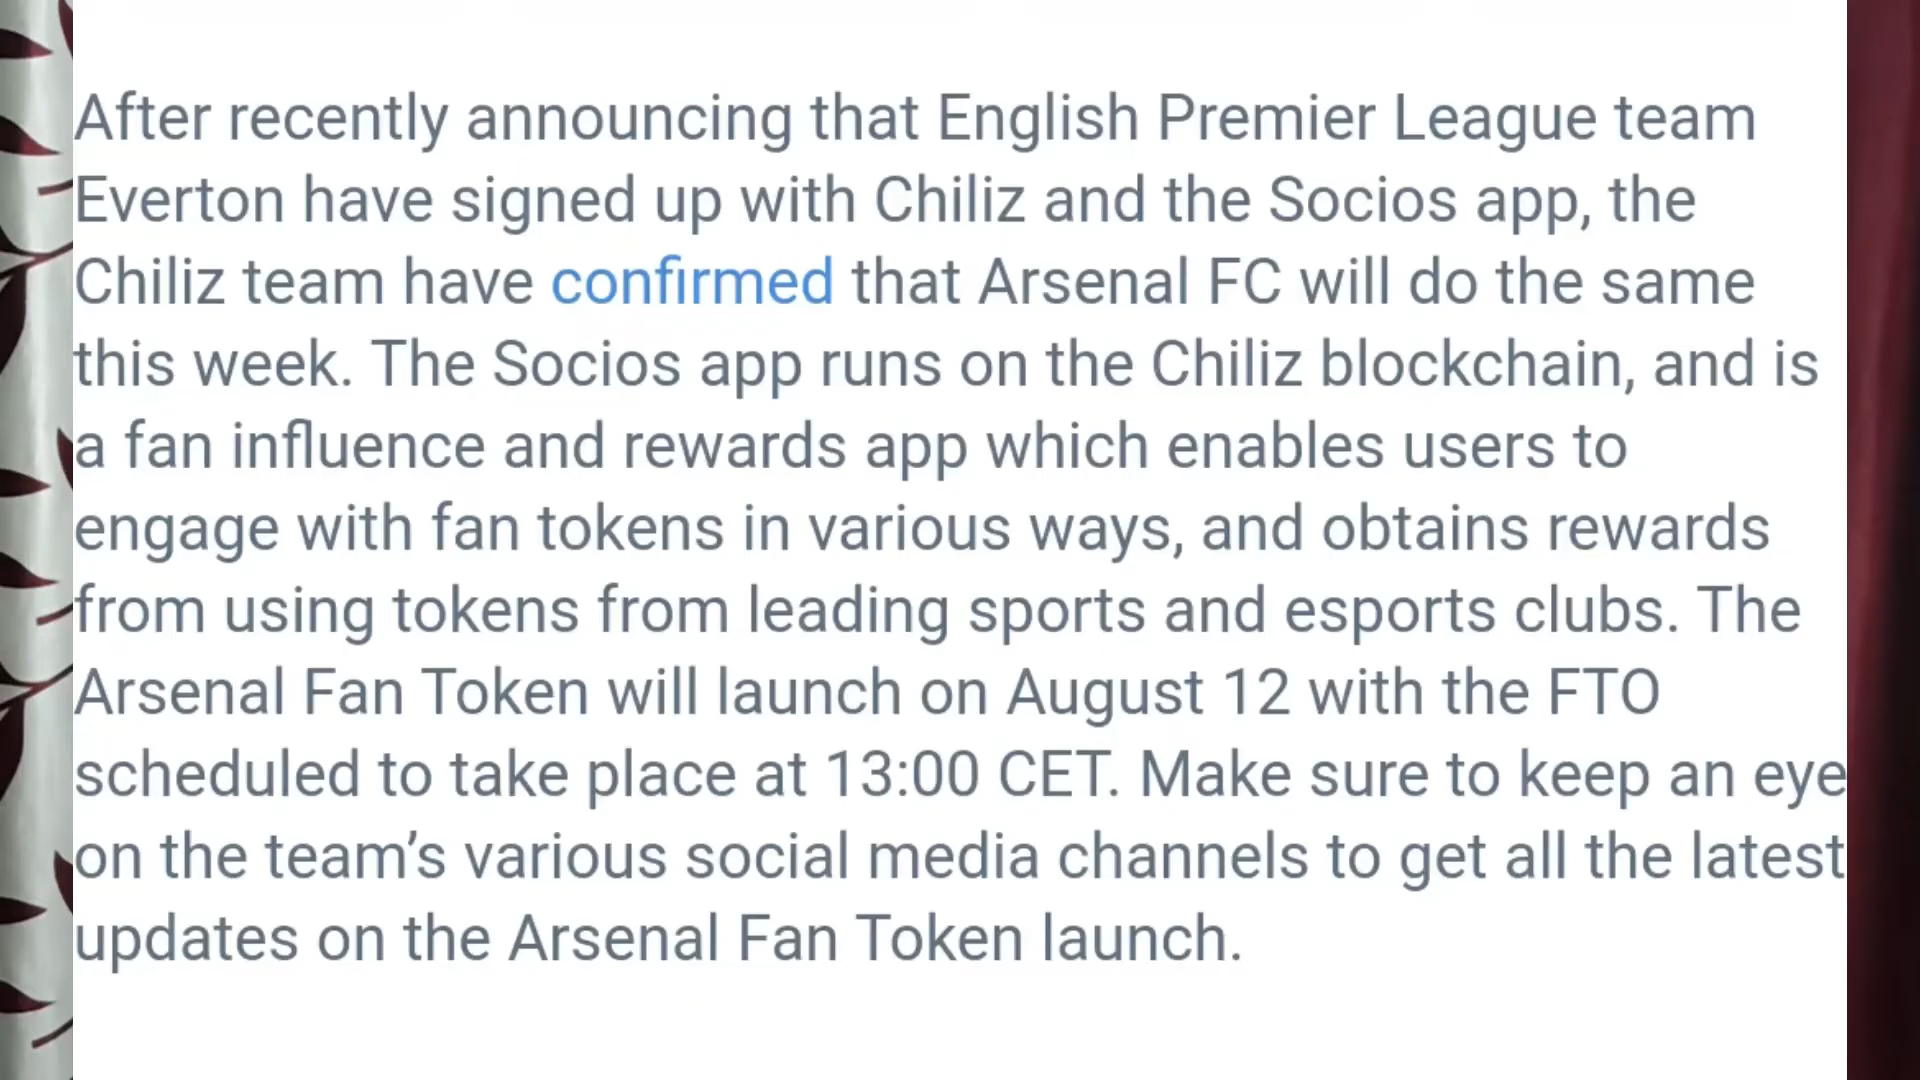 After recently announcing that English Premier League team
Everton have signed up with Chiliz and the Socios app, the
Chiliz team have confirmed that Arsenal FC will do the same
this week. The Socios app runs on the Chiliz blockchain, and is
a fan influence and rewards app which enables users to
engage with fan tokens in various ways, and obtains rewards
from using tokens from leading sports and esports clubs. The
Arsenal Fan Token will launch on August 12 with the FTO
scheduled to take place at 13:00 CET. Make sure to keep an eye
on the team’s various social media channels to get all the latest
updates on the Arsenal Fan Token launch.